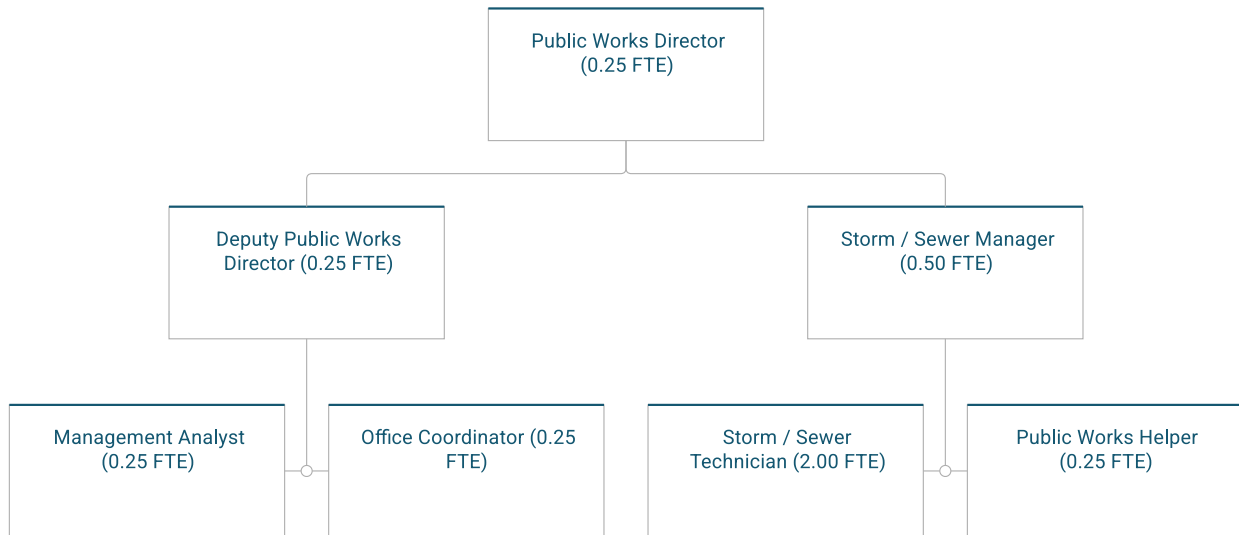 Public Works Director
(0.25 FTE)
Deputy Public Works
Director (0.25 FTE)
Storm / Sewer Manager
(0.50 FTE)
Management Analyst
(0.25 FTE)
Office Coordinator (0.25
FTE)
Storm / Sewer
Technician (2.00 FTE)
Public Works Helper
(0.25 FTE)